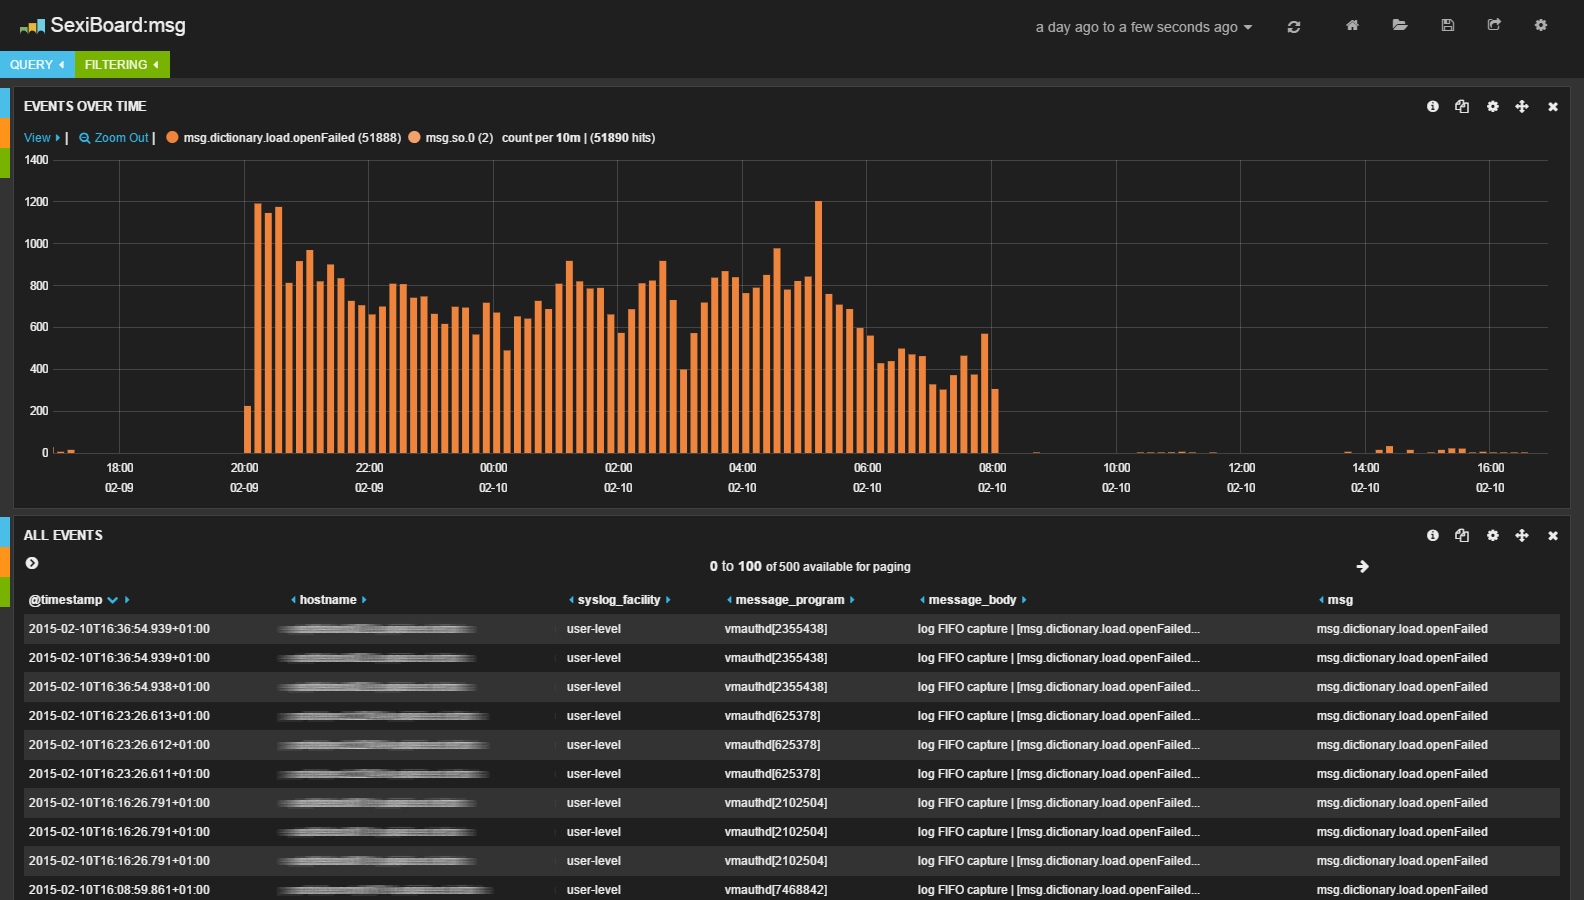 SexiBoard:msg
a day ago to a few seconds ago
QUERY FILTERING
EVENTS OVER TIME
View | Zoom Out | msg.dictionary.load.openFailed (51888) msg.so.0 (2) count per 10m | (51890 hits)
1400
1200
1000
800
600
400
200
0
18:00 20:00 22:00 00:00 02:00 04:00 06:00 08:00 10:00 12:00 14:00 16:00
02-09 02-09 02-09 02-10 02-10 02-10 02-10 02-10 02-10 02-10 02-10 02-10
ALL EVENTS
0 to 100 of 500 available for paging
@timestamp hostname syslog_facility message_program message_body msg
2015-02-10T16:36:54.939+01:00 user-level vmauthd[2355438] log FIFO capture | [msg.dictionary.load.openFailed... msg.dictionary.load.openFailed
2015-02-10T16:36:54.939+01:00 user-level vmauthd[2355438] log FIFO capture | [msg.dictionary.load.openFailed... msg.dictionary.load.openFailed
2015-02-10T16:36:54.938+01:00 user-level vmauthd[2355438] log FIFO capture | [msg.dictionary.load.openFailed... msg.dictionary.load.openFailed
2015-02-10T16:23:26.613+01:00 user-level vmauthd[625378] log FIFO capture | [msg.dictionary.load.openFailed... msg.dictionary.load.openFailed
2015-02-10T16:23:26.612+01:00 user-level vmauthd[625378] log FIFO capture | [msg.dictionary.load.openFailed... msg.dictionary.load.openFailed
2015-02-10T16:23:26.611+01:00 user-level vmauthd[625378] log FIFO capture | [msg.dictionary.load.openFailed... msg.dictionary.load.openFailed
2015-02-10T16:16:26.791+01:00 user-level vmauthd[2102504] log FIFO capture | [msg.dictionary.load.openFailed... msg.dictionary.load.openFailed
2015-02-10T16:16:26.791+01:00 user-level vmauthd[2102504] log FIFO capture | [msg.dictionary.load.openFailed... msg.dictionary.load.openFailed
2015-02-10T16:16:26.791+01:00 user-level vmauthd[2102504] log FIFO capture | [msg.dictionary.load.openFailed... msg.dictionary.load.openFailed
2015-02-10T16:08:59.861+01:00 user-level vmauthd[7468842] log FIFO capture | [msg.dictionary.load.openFailed... msg.dictionary.load.openFailed